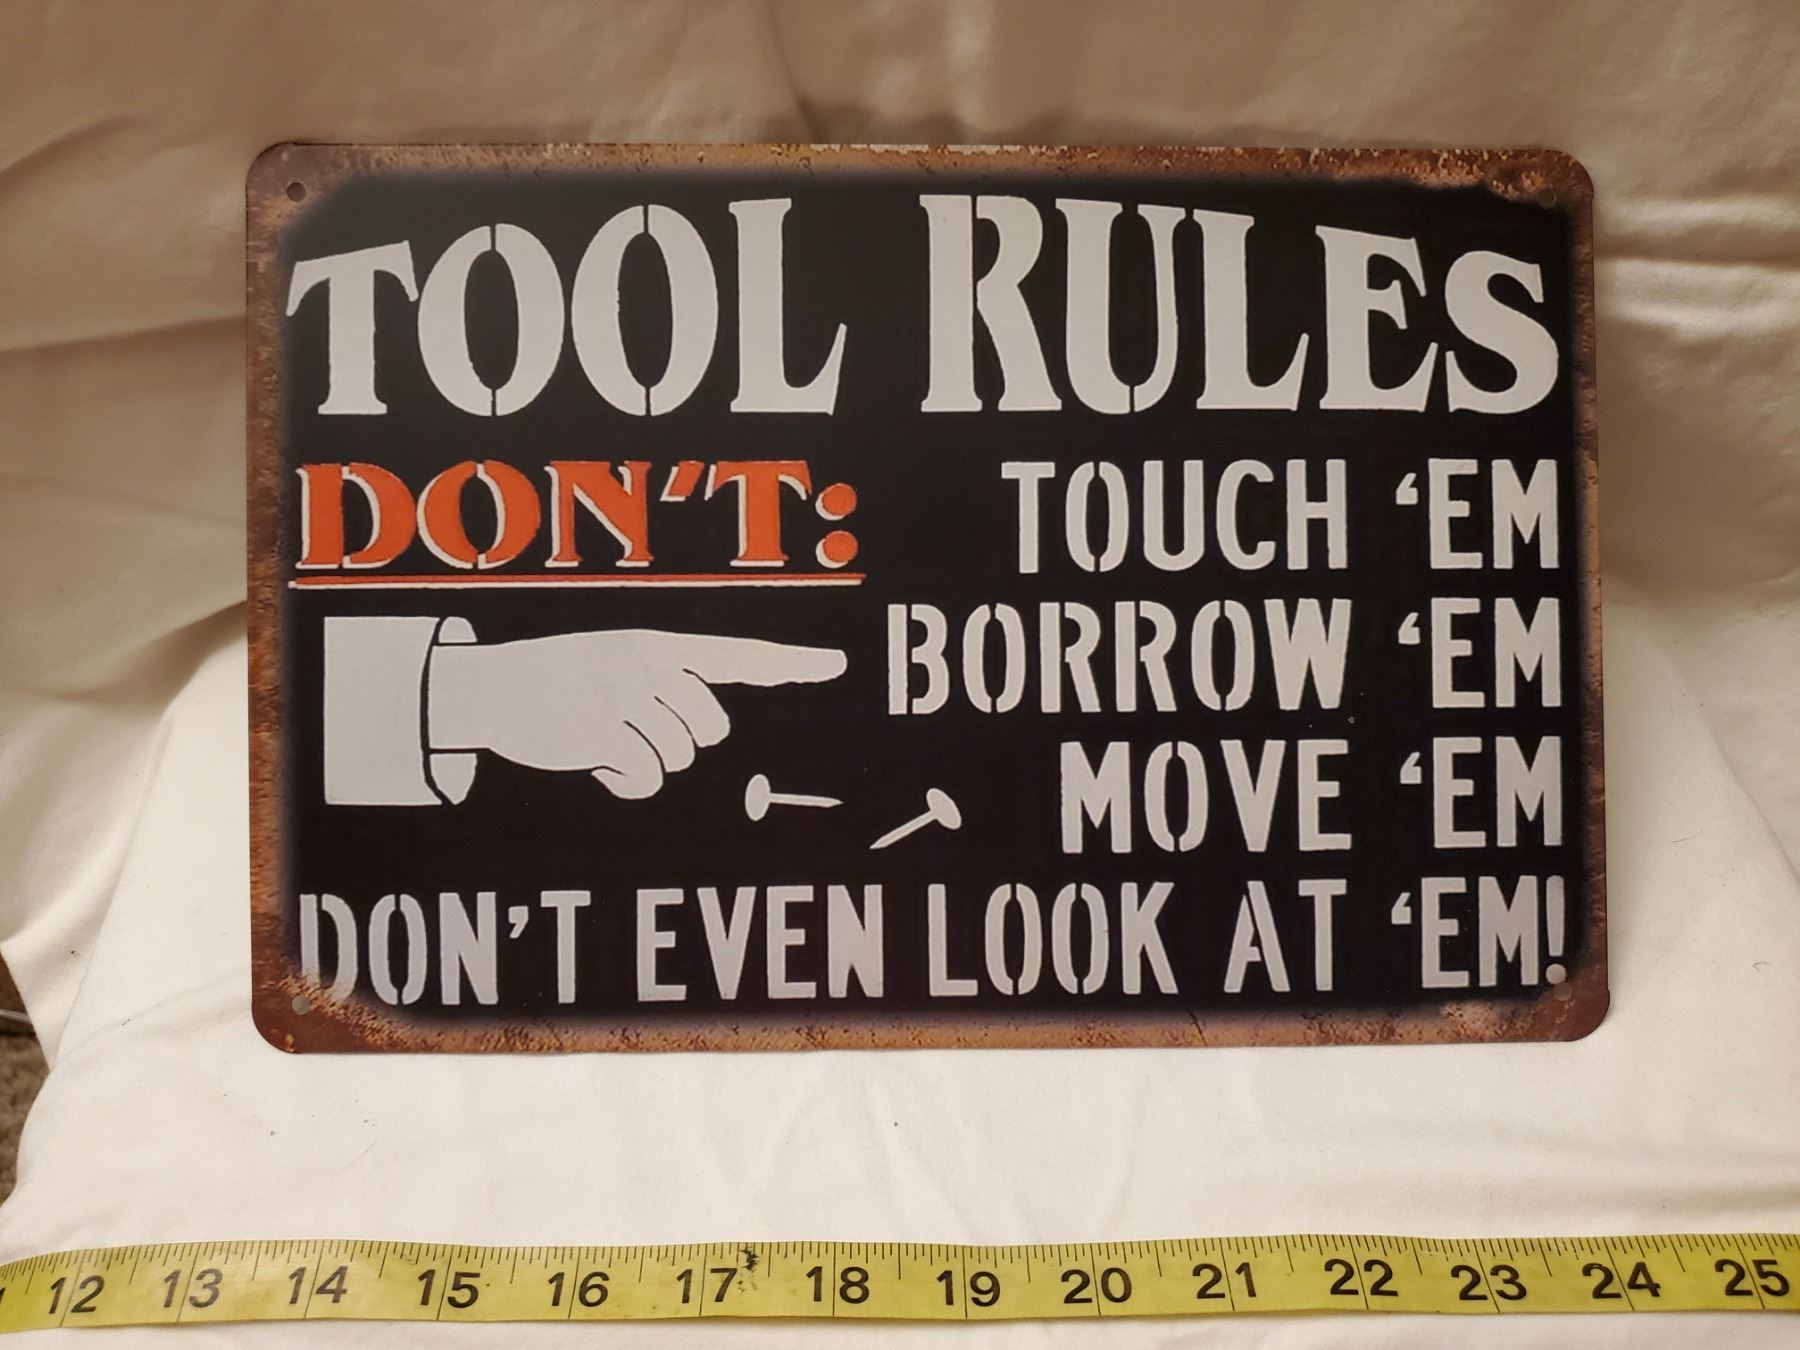 TOOL RULES
DON'T:
TOUCH 'EM
BORROW 'EM
MOVE 'EM
DON'T EVEN LOOK AT 'EM!
12 13 14 15 16 17 18 19 20 21 22 23 24 25